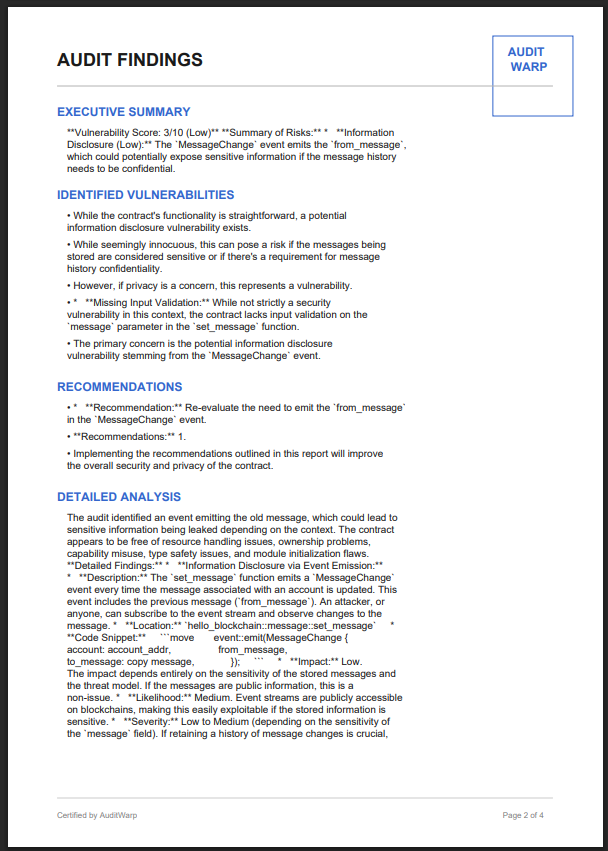 AUDIT FINDINGS
AUDIT
WARP
EXECUTIVE SUMMARY
**Vulnerability Score: 3/10 (Low)** **Summary of Risks:** *   **Information
Disclosure (Low):** The `MessageChange` event emits the `from_message`,
which could potentially expose sensitive information if the message history
needs to be confidential.
IDENTIFIED VULNERABILITIES
• While the contract's functionality is straightforward, a potential
information disclosure vulnerability exists.
• While seemingly innocuous, this can pose a risk if the messages being
stored are considered sensitive or if there's a requirement for message
history confidentiality.
• However, if privacy is a concern, this represents a vulnerability.
• *   **Missing Input Validation:** While not strictly a security
vulnerability in this context, the contract lacks input validation on the
`message` parameter in the `set_message` function.
• The primary concern is the potential information disclosure
vulnerability stemming from the `MessageChange` event.
RECOMMENDATIONS
• *   **Recommendation:** Re-evaluate the need to emit the `from_message`
in the `MessageChange` event.
• **Recommendations:** 1.
• Implementing the recommendations outlined in this report will improve
the overall security and privacy of the contract.
DETAILED ANALYSIS
The audit identified an event emitting the old message, which could lead to
sensitive information being leaked depending on the context. The contract
appears to be free of resource handling issues, ownership problems,
capability misuse, type safety issues, and module initialization flaws.
**Detailed Findings:** *   **Information Disclosure via Event Emission:**
*   **Description:** The `set_message` function emits a `MessageChange`
event every time the message associated with an account is updated. This
event includes the previous message (`from_message`). An attacker, or
anyone, can subscribe to the event stream and observe changes to the
message. *   **Location:** `hello_blockchain::message::set_message`     *
**Code Snippet:**     ```move      event::emit(MessageChange {
account: account_addr,                 from_message,
to_message: copy message,             });     ```     *   **Impact:** Low.
The impact depends entirely on the sensitivity of the stored messages and
the threat model. If the messages are public information, this is a
non-issue. *   **Likelihood:** Medium. Event streams are publicly accessible
on blockchains, making this easily exploitable if the stored information is
sensitive. *   **Severity:** Low to Medium (depending on the sensitivity of
the `message` field). If retaining a history of message changes is crucial,
Certified by AuditWarp
Page 2 of 4